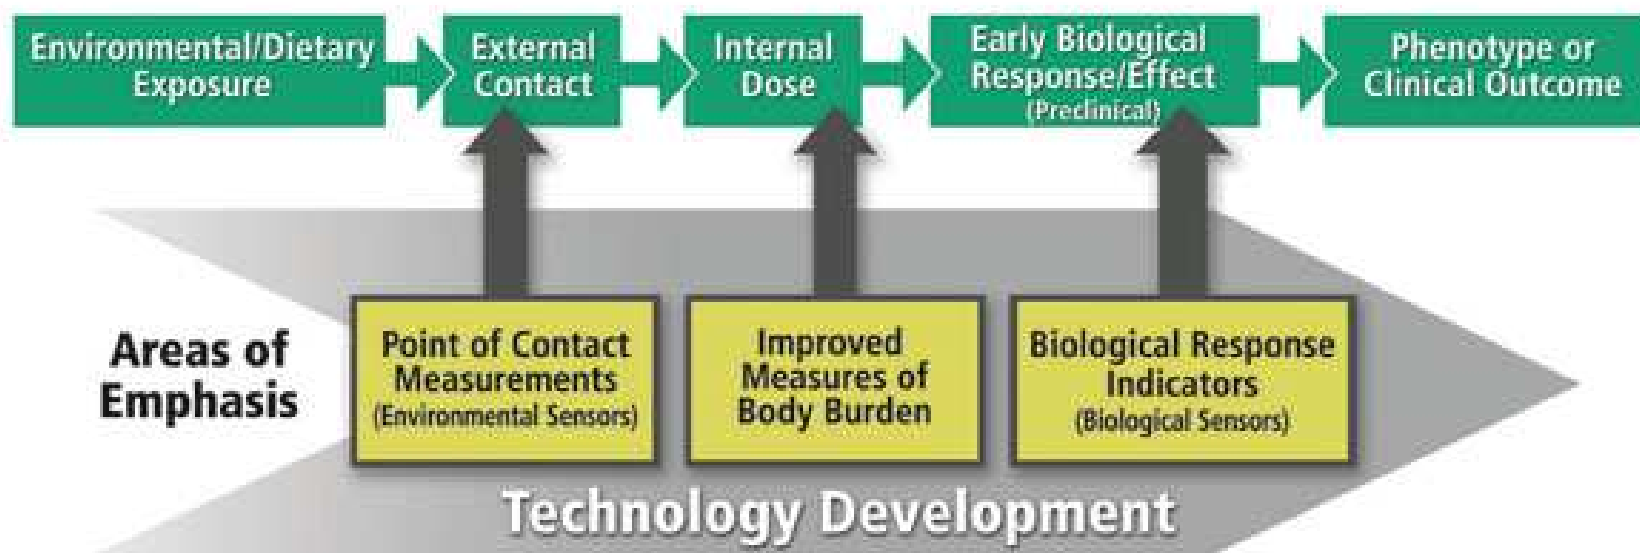 Environmental/Dietary
Exposure
External
Contact
Internal
Dose
Early Biological
Response/Effect
(Preclinical)
Phenotype or
Clinical Outcome
Areas of
Emphasis
Point of Contact
Measurements
(Environmental Sensors)
Improved
Measures of
Body Burden
Biological Response
Indicators
(Biological Sensors)
Technology Development